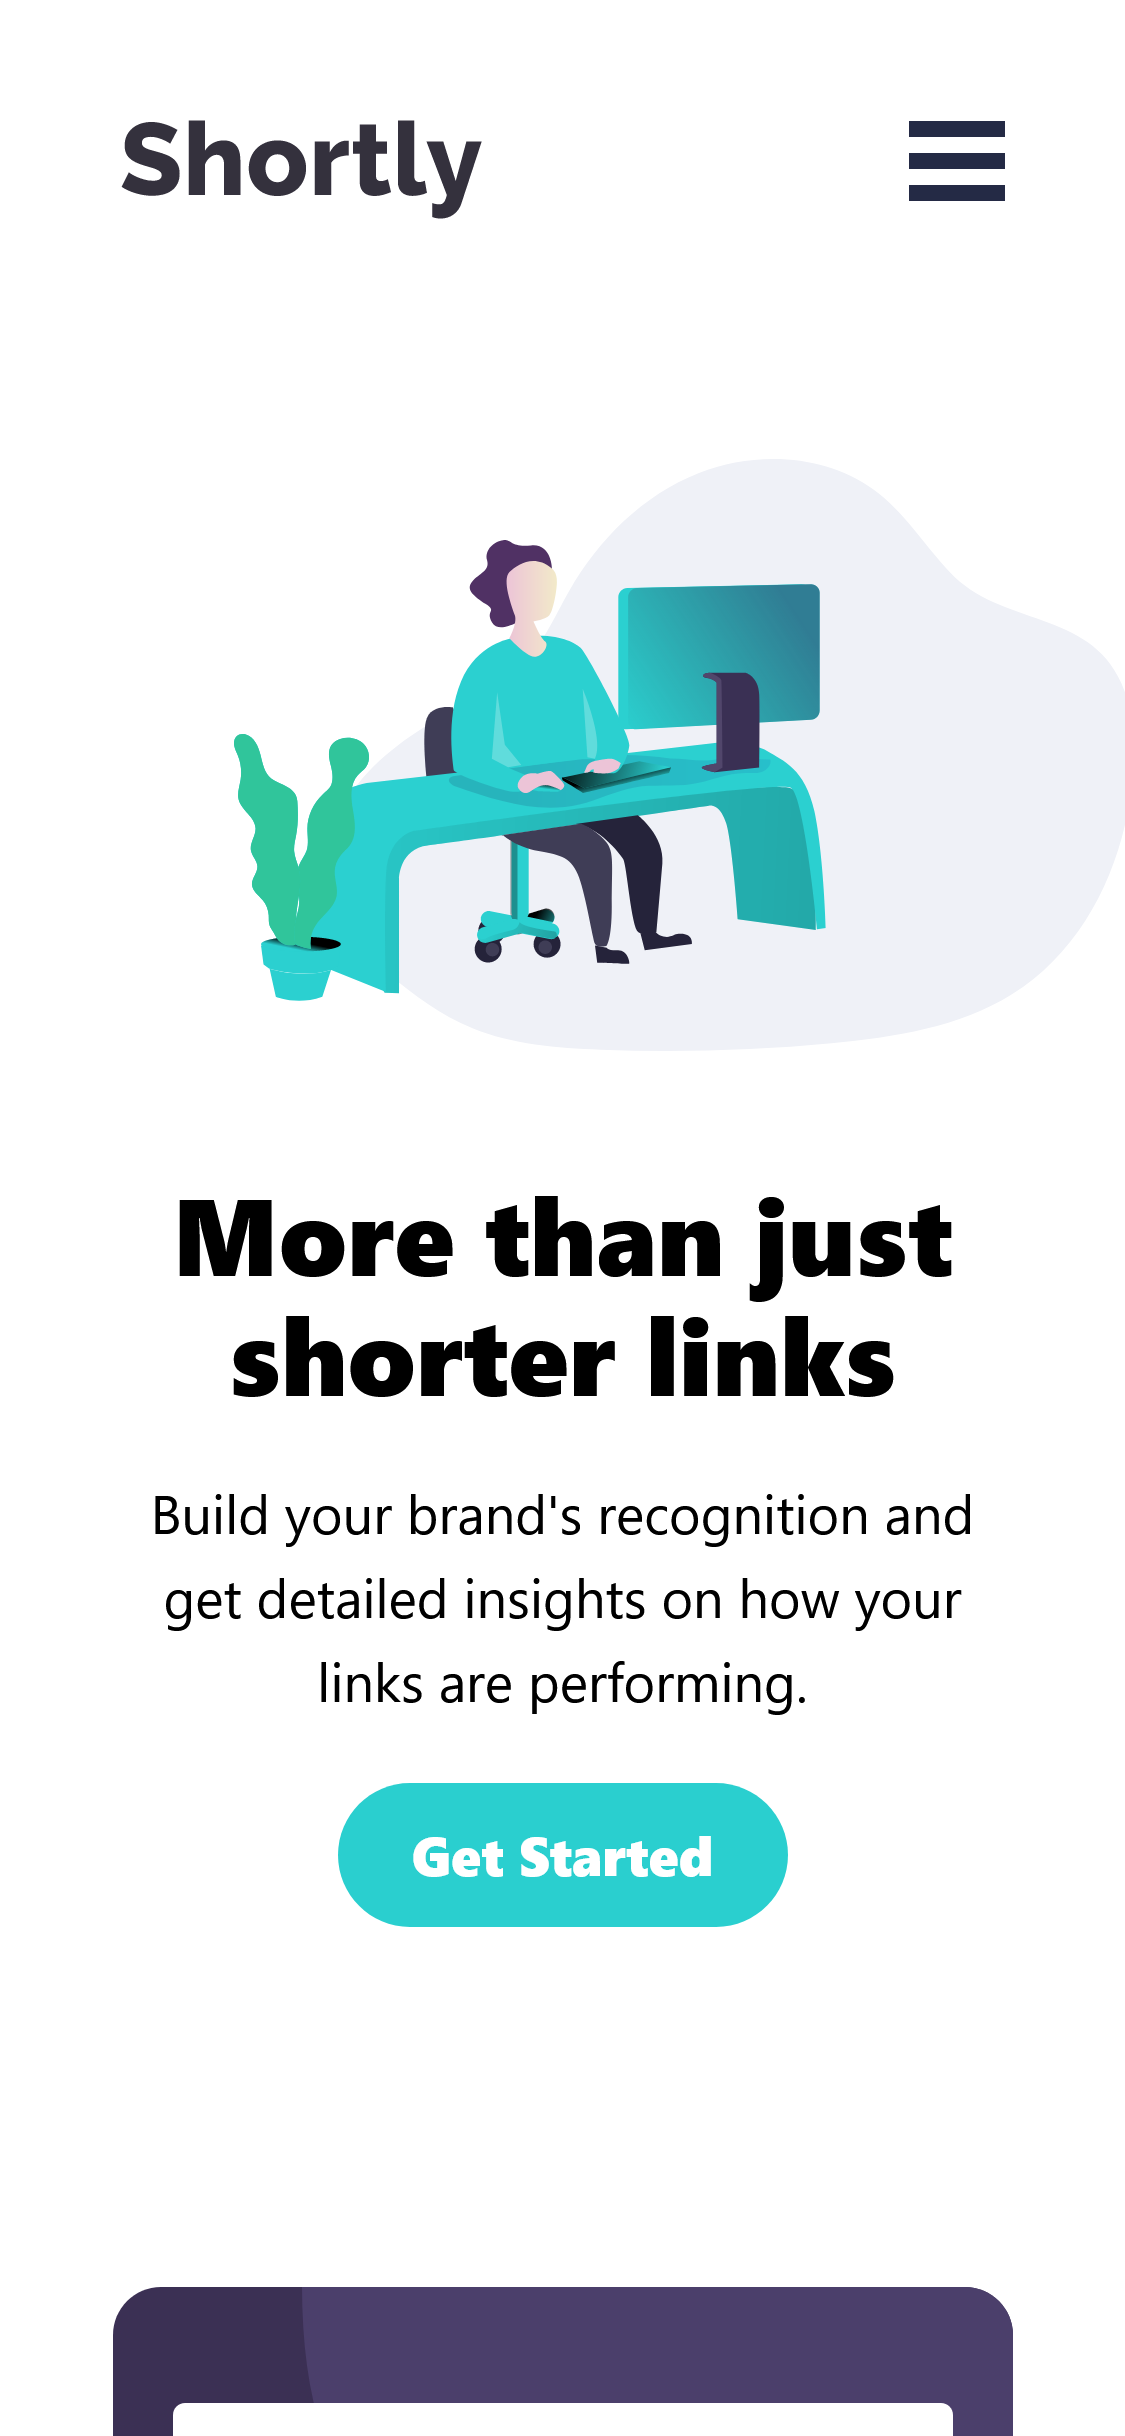 Shortly
More than just
shorter links
Build your brand's recognition and
get detailed insights on how your
links are performing.
Get Started